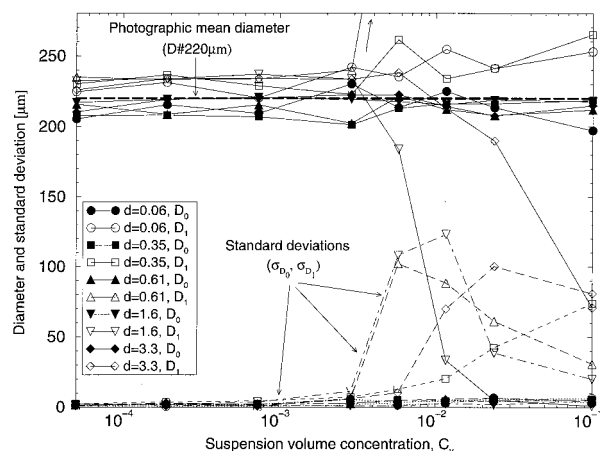 Photographic mean diameter
(D#220µm)
Diameter and standard deviation [µm]
250
200
150
100
50
0
d=0.06, D₀
d=0.06, D₁
d=0.35, D₀
d=0.35, D₁
d=0.61, D₀
d=0.61, D₁
d=1.6, D₀
d=1.6, D₁
d=3.3, D₀
d=3.3, D₁
Standard deviations
(σD₀, σD₁)
10⁻⁴ 10⁻³ 10⁻² 10⁻¹
Suspension volume concentration, Cᵥ